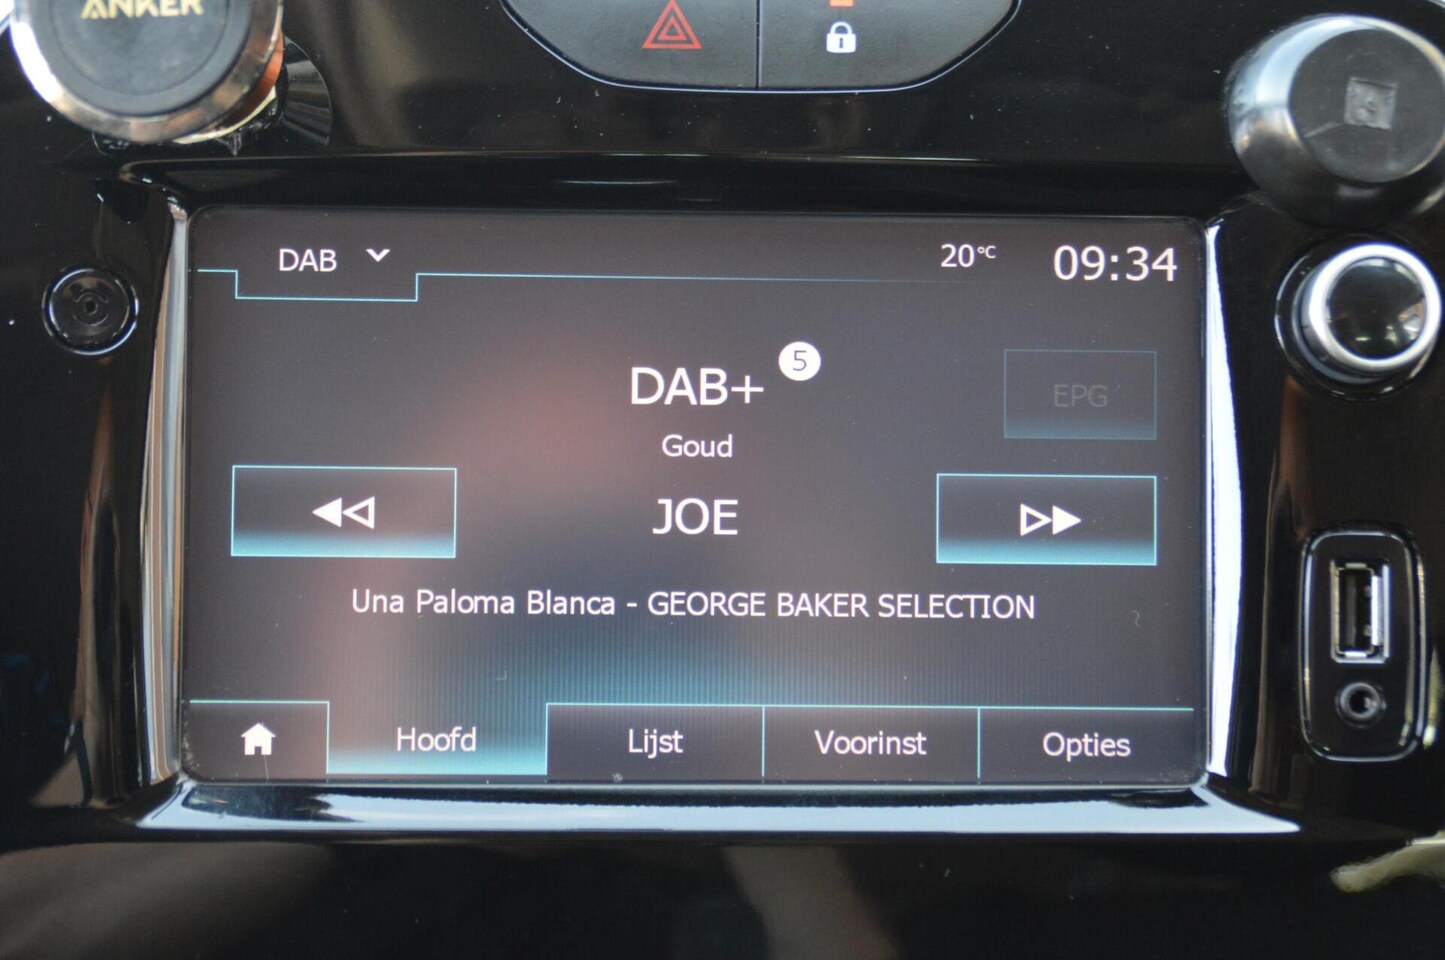 ANKER
DAB
20°C
09:34
DAB+
5
EPG
Goud
JOE
Una Paloma Blanca - GEORGE BAKER SELECTION
Hoofd
Lijst
Voorinst
Opties